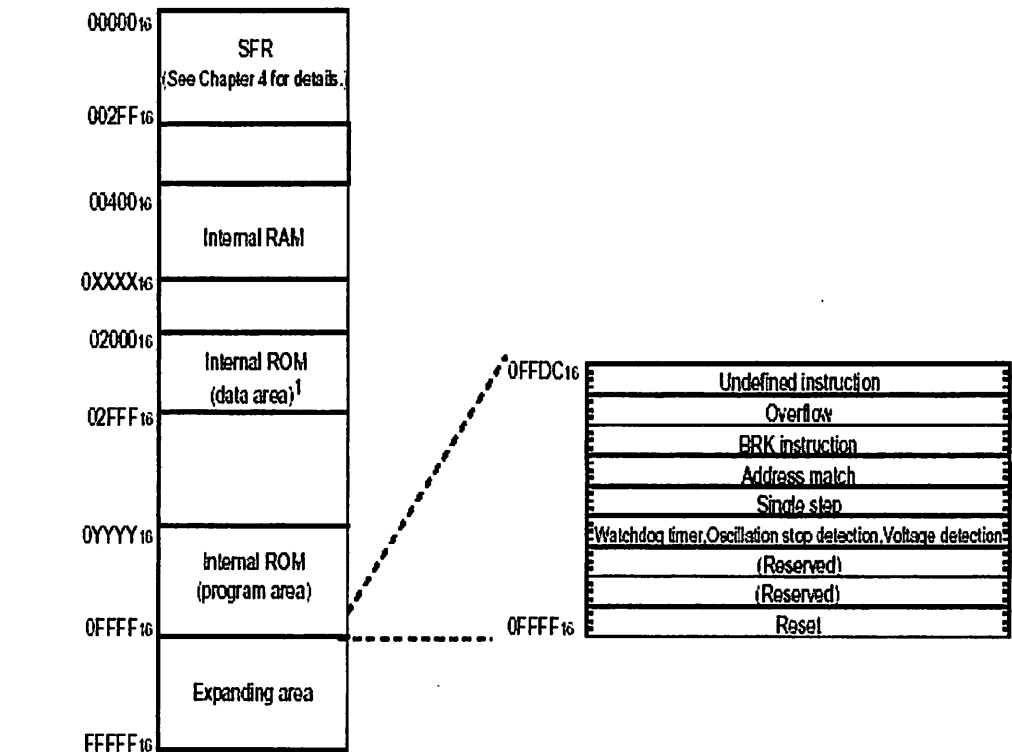 00000₁₆
SFR
(See Chapter 4 for details.)
002FF₁₆
00400₁₆
Internal RAM
0XXXX₁₆
02000₁₆
Internal ROM
(data area)¹
02FFF₁₆
0YYYY₁₆
Internal ROM
(program area)
0FFFF₁₆
Expanding area
FFFFF₁₆
0FFDC₁₆
Undefined instruction
Overflow
BRK instruction
Address match
Single step
Watchdog timer,Oscillation stop detection,Voltage detection
(Reserved)
(Reserved)
Reset
0FFFF₁₆